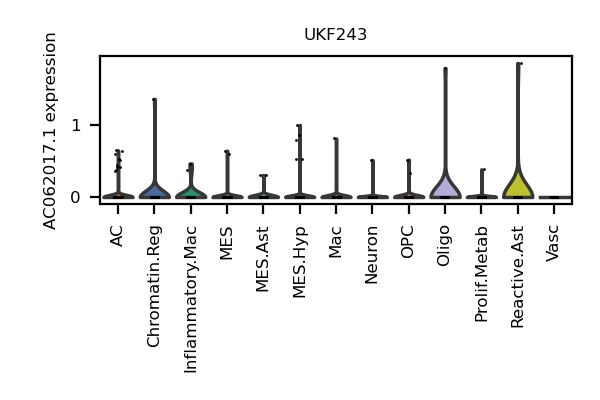 UKF243
AC062017.1 expression
1
0
AC
Chromatin.Reg
Inflammatory.Mac
MES
MES.Ast
MES.Hyp
Mac
Neuron
OPC
Oligo
Prolif.Metab
Reactive.Ast
Vasc